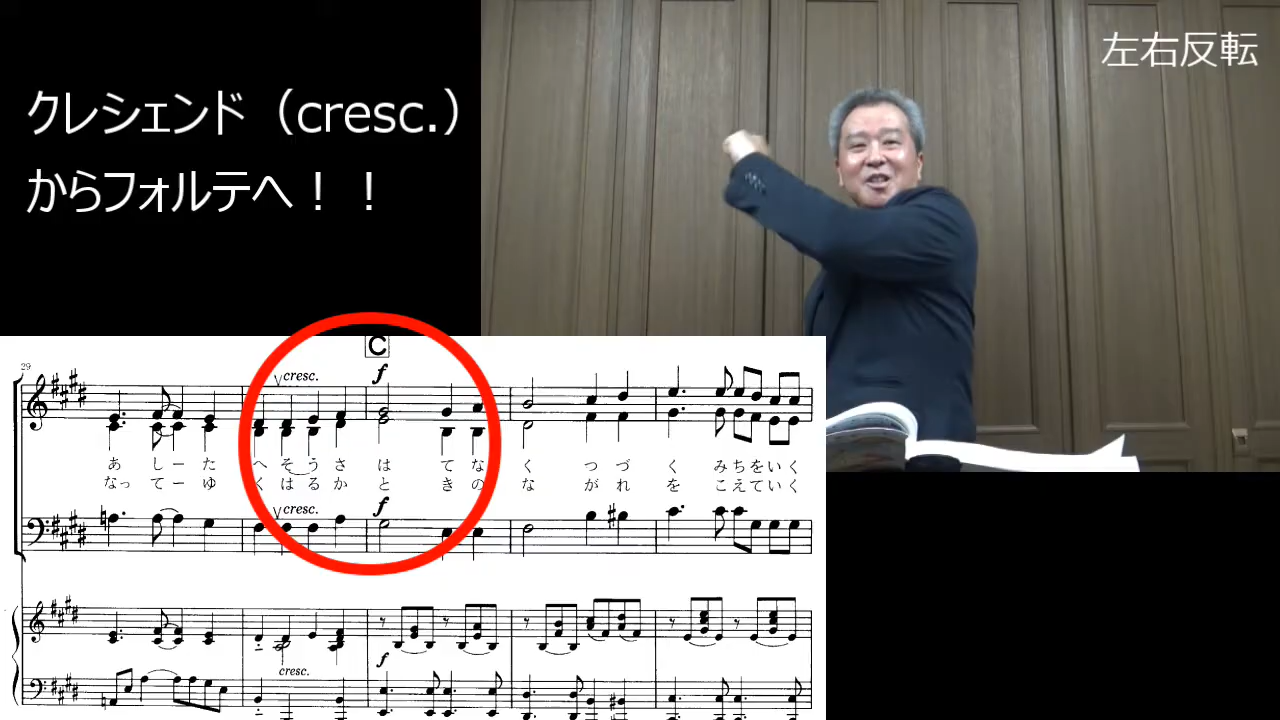 クレシェンド（cresc.）
からフォルテへ！！
左右反転
C
29
cresc.
f
あ しーた へそうさ は てな く つ づ く みちをいく
なっ てーゆ くはるか と きの な が れ を こえていく
cresc.
f
f
cresc.